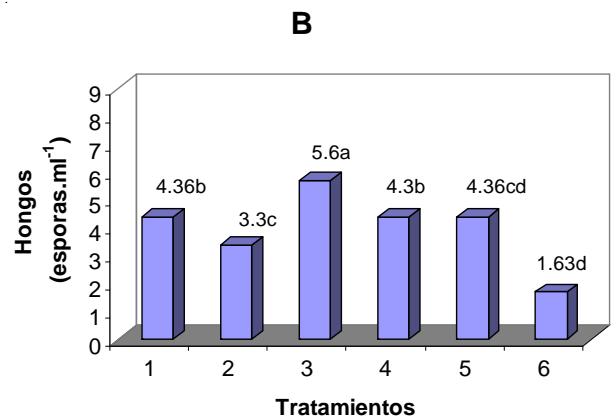 B
Hongos
(esporas.ml⁻¹)
9
8
7
6
5
4
3
2
1
0
4.36b
3.3c
5.6a
4.3b
4.36cd
1.63d
1 2 3 4 5 6
Tratamientos